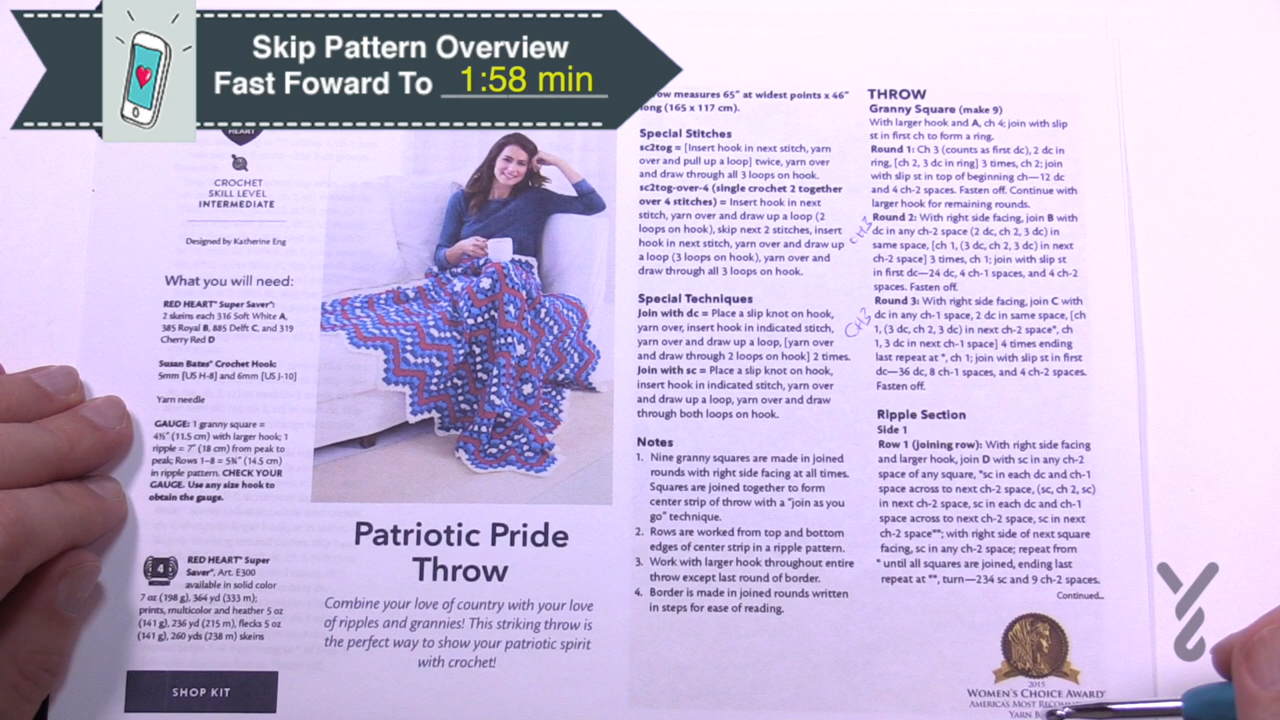 Skip Pattern Overview
Fast Foward To 1:58 min
HEART
CROCHET
SKILL LEVEL
INTERMEDIATE
Designed by Katherine Eng
What you will need:
RED HEART® Super Saver®:
2 skeins each 316 Soft White A,
385 Royal B, 885 Delft C, and 319
Cherry Red D
Susan Bates® Crochet Hook:
5mm [US H-8] and 6mm [US J-10]
Yarn needle
GAUGE: 1 granny square =
4½" (11.5 cm) with larger hook; 1
ripple = 7" (18 cm) from peak to
peak; Rows 1–8 = 5¾" (14.5 cm)
in ripple pattern. CHECK YOUR
GAUGE. Use any size hook to
obtain the gauge.
4
RED HEART® Super
Saver®, Art. E300
available in solid color
7 oz (198 g), 364 yd (333 m);
prints, multicolor and heather 5 oz
(141 g), 236 yd (215 m), flecks 5 oz
(141 g), 260 yds (238 m) skeins
SHOP KIT
Patriotic Pride
Throw
Combine your love of country with your love
of ripples and grannies! This striking throw is
the perfect way to show your patriotic spirit
with crochet!
measures 65" at widest points x 46"
long (165 x 117 cm).
Special Stitches
sc2tog = [Insert hook in next stitch, yarn
over and pull up a loop] twice, yarn over
and draw through all 3 loops on hook.
sc2tog-over-4 (single crochet 2 together
over 4 stitches) = Insert hook in next
stitch, yarn over and draw up a loop (2
loops on hook), skip next 2 stitches, insert
hook in next stitch, yarn over and draw up
a loop (3 loops on hook), yarn over and
draw through all 3 loops on hook.
Special Techniques
Join with dc = Place a slip knot on hook,
yarn over, insert hook in indicated stitch,
yarn over and draw up a loop, [yarn over
and draw through 2 loops on hook] 2 times.
Join with sc = Place a slip knot on hook,
insert hook in indicated stitch, yarn over
and draw up a loop, yarn over and draw
through both loops on hook.
Notes
1. Nine granny squares are made in joined
rounds with right side facing at all times.
Squares are joined together to form
center strip of throw with a "join as you
go" technique.
2. Rows are worked from top and bottom
edges of center strip in a ripple pattern.
3. Work with larger hook throughout entire
throw except last round of border.
4. Border is made in joined rounds written
in steps for ease of reading.
THROW
Granny Square (make 9)
With larger hook and A, ch 4; join with slip
st in first ch to form a ring.
Round 1: Ch 3 (counts as first dc), 2 dc in
ring, [ch 2, 3 dc in ring] 3 times, ch 2; join
with slip st in top of beginning ch—12 dc
and 4 ch-2 spaces. Fasten off. Continue with
larger hook for remaining rounds.
Round 2: With right side facing, join B with
CH3 dc in any ch-2 space (2 dc, ch 2, 3 dc) in
same space, [ch 1, (3 dc, ch 2, 3 dc) in next
ch-2 space] 3 times, ch 1; join with slip st
in first dc—24 dc, 4 ch-1 spaces, and 4 ch-2
spaces. Fasten off.
Round 3: With right side facing, join C with
CH3 dc in any ch-1 space, 2 dc in same space, [ch
1, (3 dc, ch 2, 3 dc) in next ch-2 space*, ch
1, 3 dc in next ch-1 space] 4 times ending
last repeat at *, ch 1; join with slip st in first
dc—36 dc, 8 ch-1 spaces, and 4 ch-2 spaces.
Fasten off.
Ripple Section
Side 1
Row 1 (joining row): With right side facing
and larger hook, join D with sc in any ch-2
space of any square, *sc in each dc and ch-1
space across to next ch-2 space, (sc, ch 2, sc)
in next ch-2 space, sc in each dc and ch-1
space across to next ch-2 space, sc in next
ch-2 space**; with right side of next square
facing, sc in any ch-2 space; repeat from
* until all squares are joined, ending last
repeat at **, turn—234 sc and 9 ch-2 spaces.
Continued...
2015
WOMEN'S CHOICE AWARD®
AMERICA'S MOST
YARN